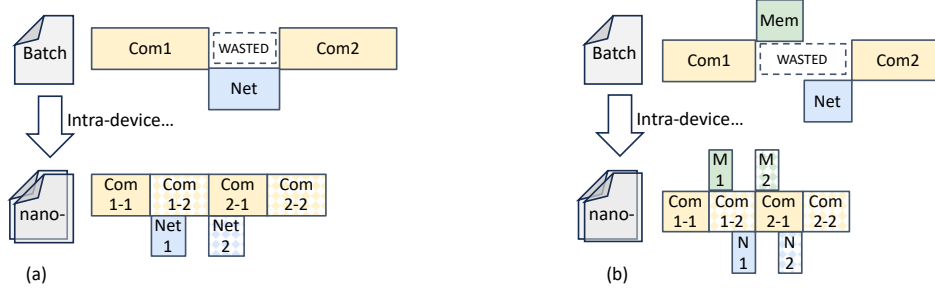 Batch
Com1
WASTED
Com2
Net
Intra-device...
nano-
Com
1-1
Com
1-2
Com
2-1
Com
2-2
Net
1
Net
2
(a)
Mem
Batch
Com1
WASTED
Com2
Net
Intra-device...
M
1
M
2
nano-
Com
1-1
Com
1-2
Com
2-1
Com
2-2
N
1
N
2
(b)